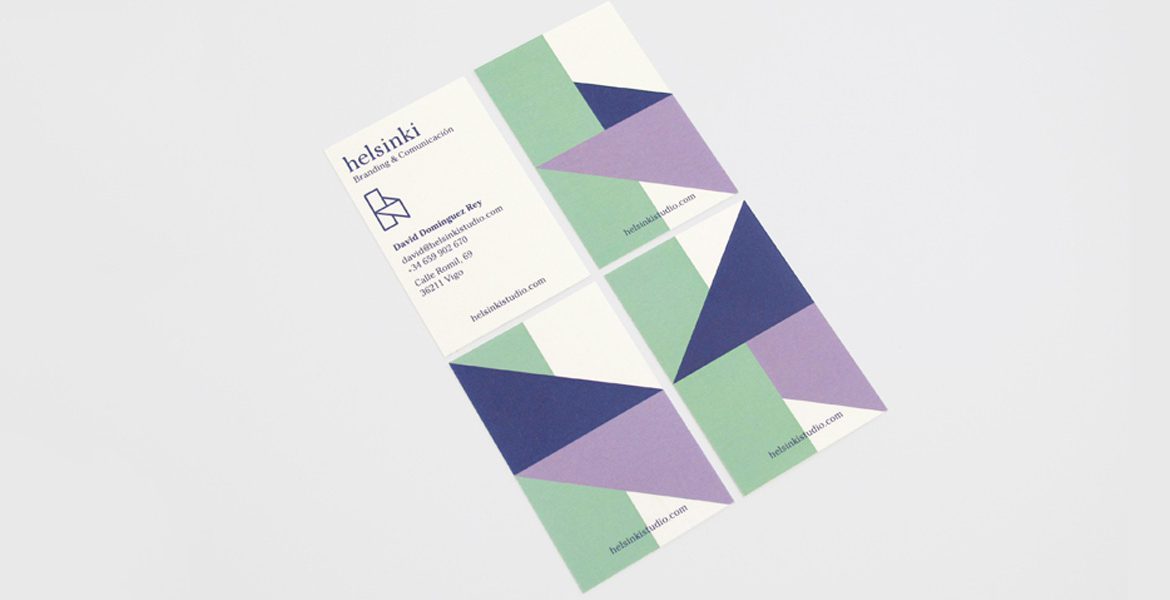 helsinki
Branding & Comunicación
David Domínguez Rey
david@helsinkistudio.com
+34 659 902 670
Calle Romil, 69
36211 Vigo
helsinkistudio.com
helsinkistudio.com
helsinkistudio.com
helsinkistudio.com